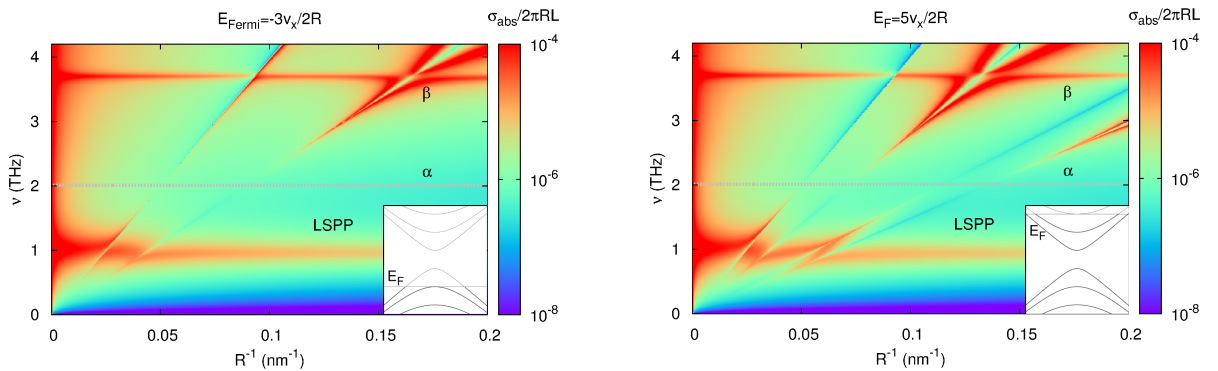 E_Fermi=-3v_x/2R
σ_abs/2πRL
10^-4
10^-6
10^-8
ν (THz)
4
3
2
1
0
β
α
LSPP
E_F
0
0.05
0.1
0.15
0.2
R^-1 (nm^-1)
E_F=5v_x/2R
σ_abs/2πRL
10^-4
10^-6
10^-8
ν (THz)
4
3
2
1
0
β
α
LSPP
E_F
0
0.05
0.1
0.15
0.2
R^-1 (nm^-1)